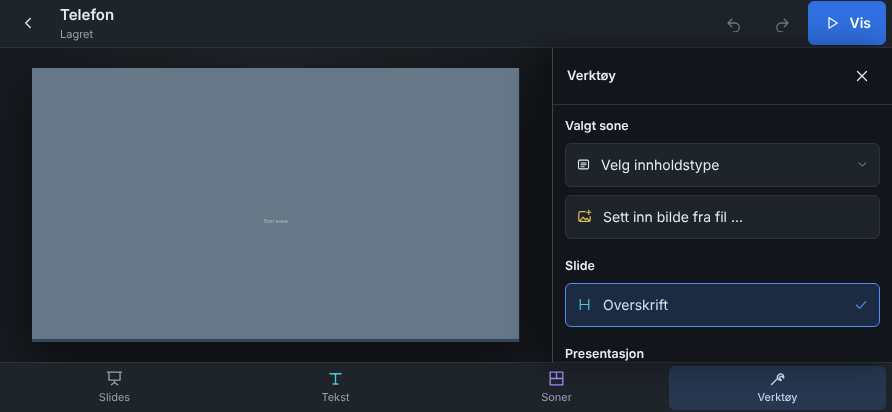 Telefon
Lagret
Vis
Verktøy
Valgt sone
Velg innholdstype
Sett inn bilde fra fil ...
Slide
Overskrift
Presentasjon
Tom sone
Slides
Tekst
Soner
Verktøy